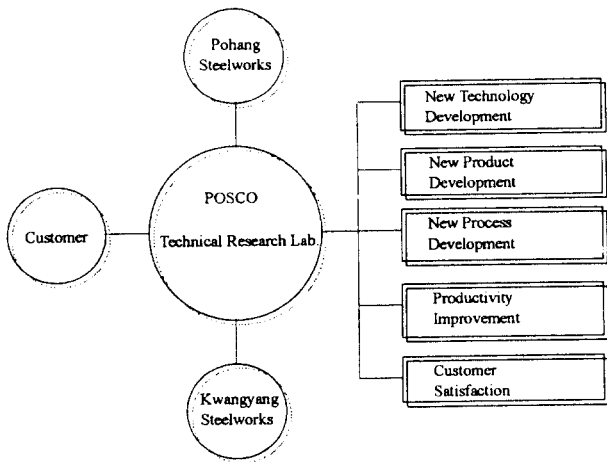 Pohang
Steelworks
Customer
POSCO
Technical Research Lab.
Kwangyang
Steelworks
New Technology
Development
New Product
Development
New Process
Development
Productivity
Improvement
Customer
Satisfaction